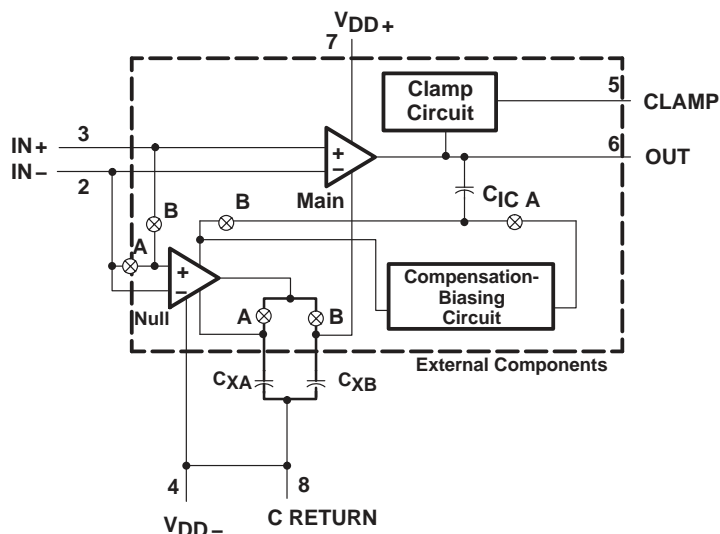 VDD+
7
Clamp
Circuit
5
CLAMP
IN+
3
6
OUT
IN−
2
+
−
Main
B
B
CIC
A
A
+
−
Null
Compensation-
Biasing
Circuit
A
B
External Components
CXA
CXB
4
8
VDD−
C RETURN